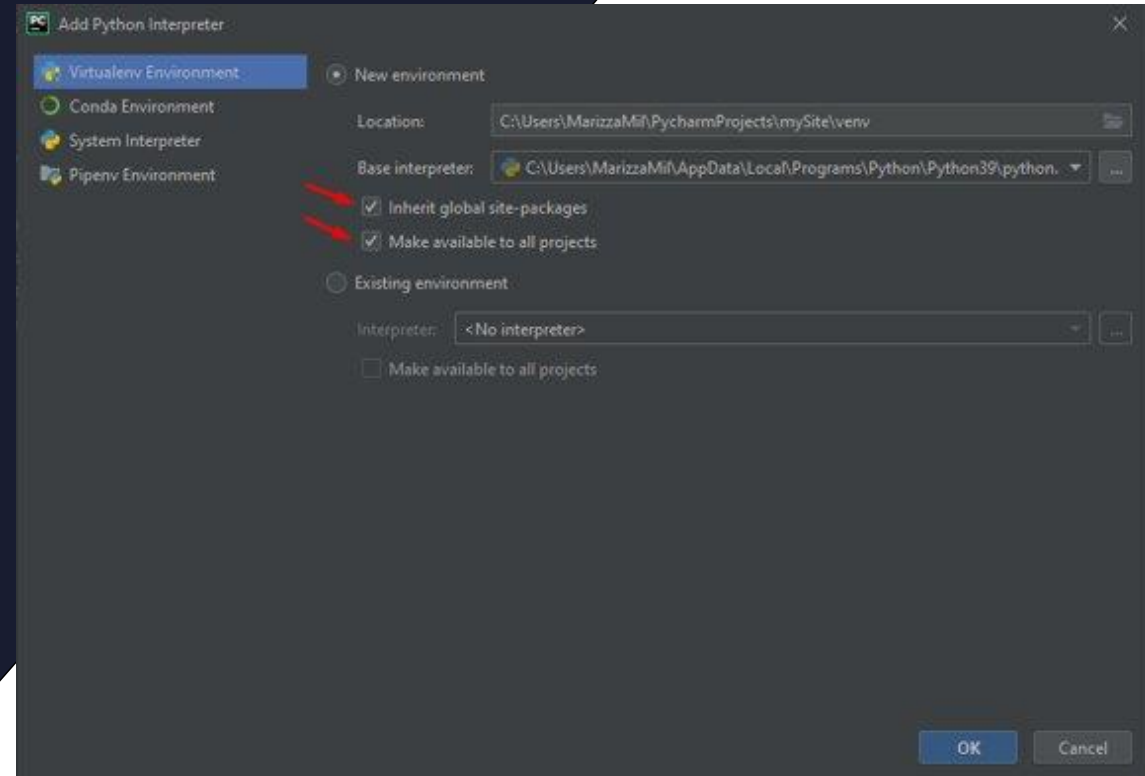 Add Python Interpreter
Virtualenv Environment
Conda Environment
System Interpreter
Pipenv Environment
New environment
Location: C:\Users\MarizzaMil\PycharmProjects\mySite\venv
Base interpreter: C:\Users\MarizzaMil\AppData\Local\Programs\Python\Python39\python. ...
Inherit global site-packages
Make available to all projects
Existing environment
Interpreter: <No interpreter> ...
Make available to all projects
OK Cancel